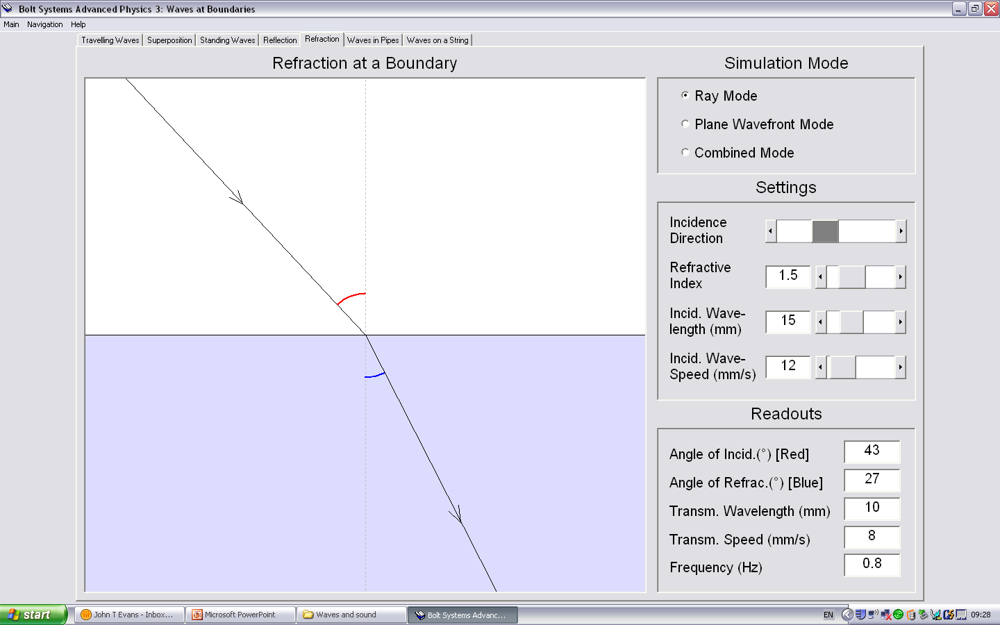 Bolt Systems Advanced Physics 3: Waves at Boundaries
Main Navigation Help
Travelling Waves Superposition Standing Waves Reflection Refraction Waves in Pipes Waves on a String
Refraction at a Boundary
Simulation Mode
Ray Mode
Plane Wavefront Mode
Combined Mode
Settings
Incidence
Direction
Refractive
Index
1.5
Incid. Wave-
length (mm)
15
Incid. Wave-
Speed (mm/s)
12
Readouts
Angle of Incid.(°) [Red] 43
Angle of Refrac.(°) [Blue] 27
Transm. Wavelength (mm) 10
Transm. Speed (mm/s) 8
Frequency (Hz) 0.8
start John T Evans - Inbox... Microsoft PowerPoint Waves and sound Bolt Systems Advanc... EN 09:28